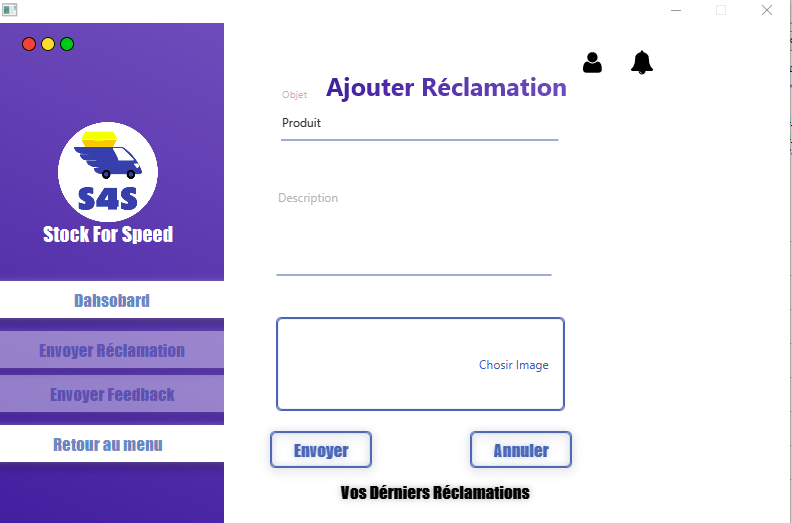 S4S
Stock For Speed
Dahsobard
Envoyer Réclamation
Envoyer Feedback
Retour au menu
Ajouter Réclamation
Objet
Produit
Description
Chosir Image
Envoyer
Annuler
Vos Dérniers Réclamations